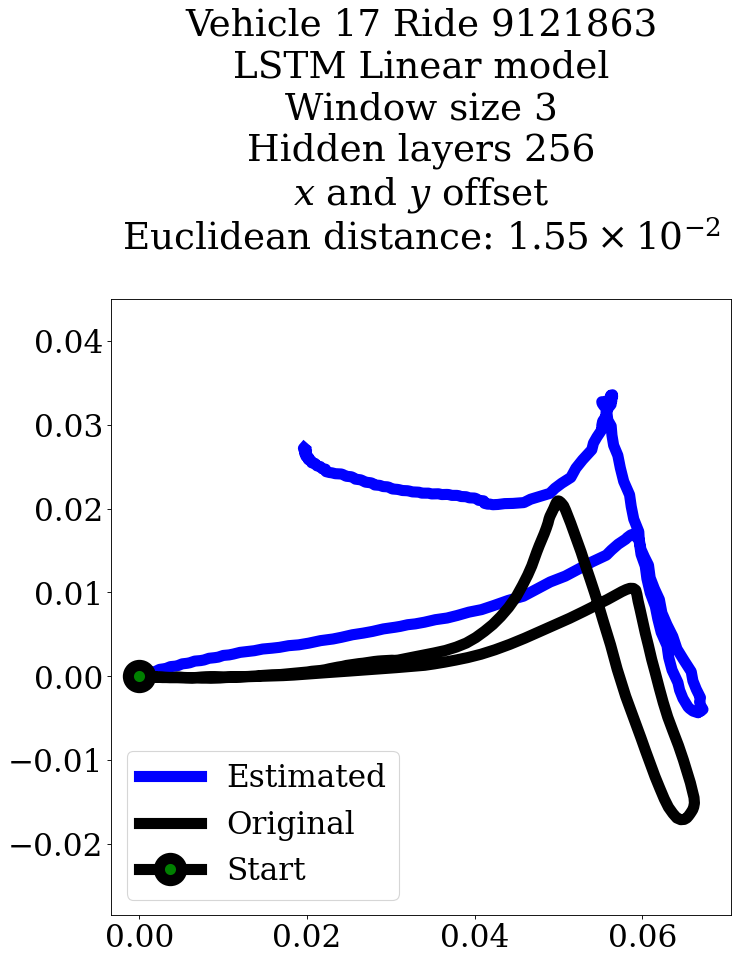 Vehicle 17 Ride 9121863
LSTM Linear model
Window size 3
Hidden layers 256
x and y offset
Euclidean distance: 1.55 × 10⁻²
0.04
0.03
0.02
0.01
0.00
−0.01
−0.02
Estimated
Original
Start
0.00 0.02 0.04 0.06